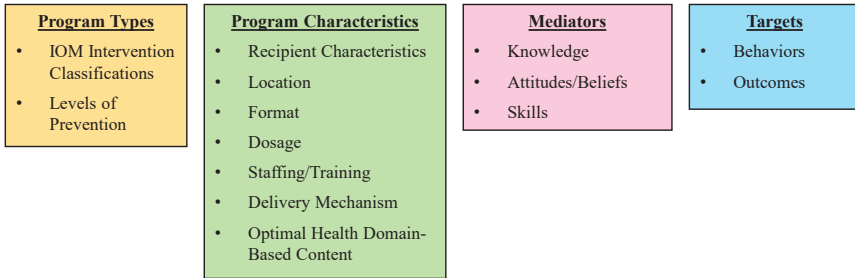 Program Types
• IOM Intervention
Classifications
• Levels of
Prevention
Program Characteristics
• Recipient Characteristics
• Location
• Format
• Dosage
• Staffing/Training
• Delivery Mechanism
• Optimal Health Domain-
Based Content
Mediators
• Knowledge
• Attitudes/Beliefs
• Skills
Targets
• Behaviors
• Outcomes